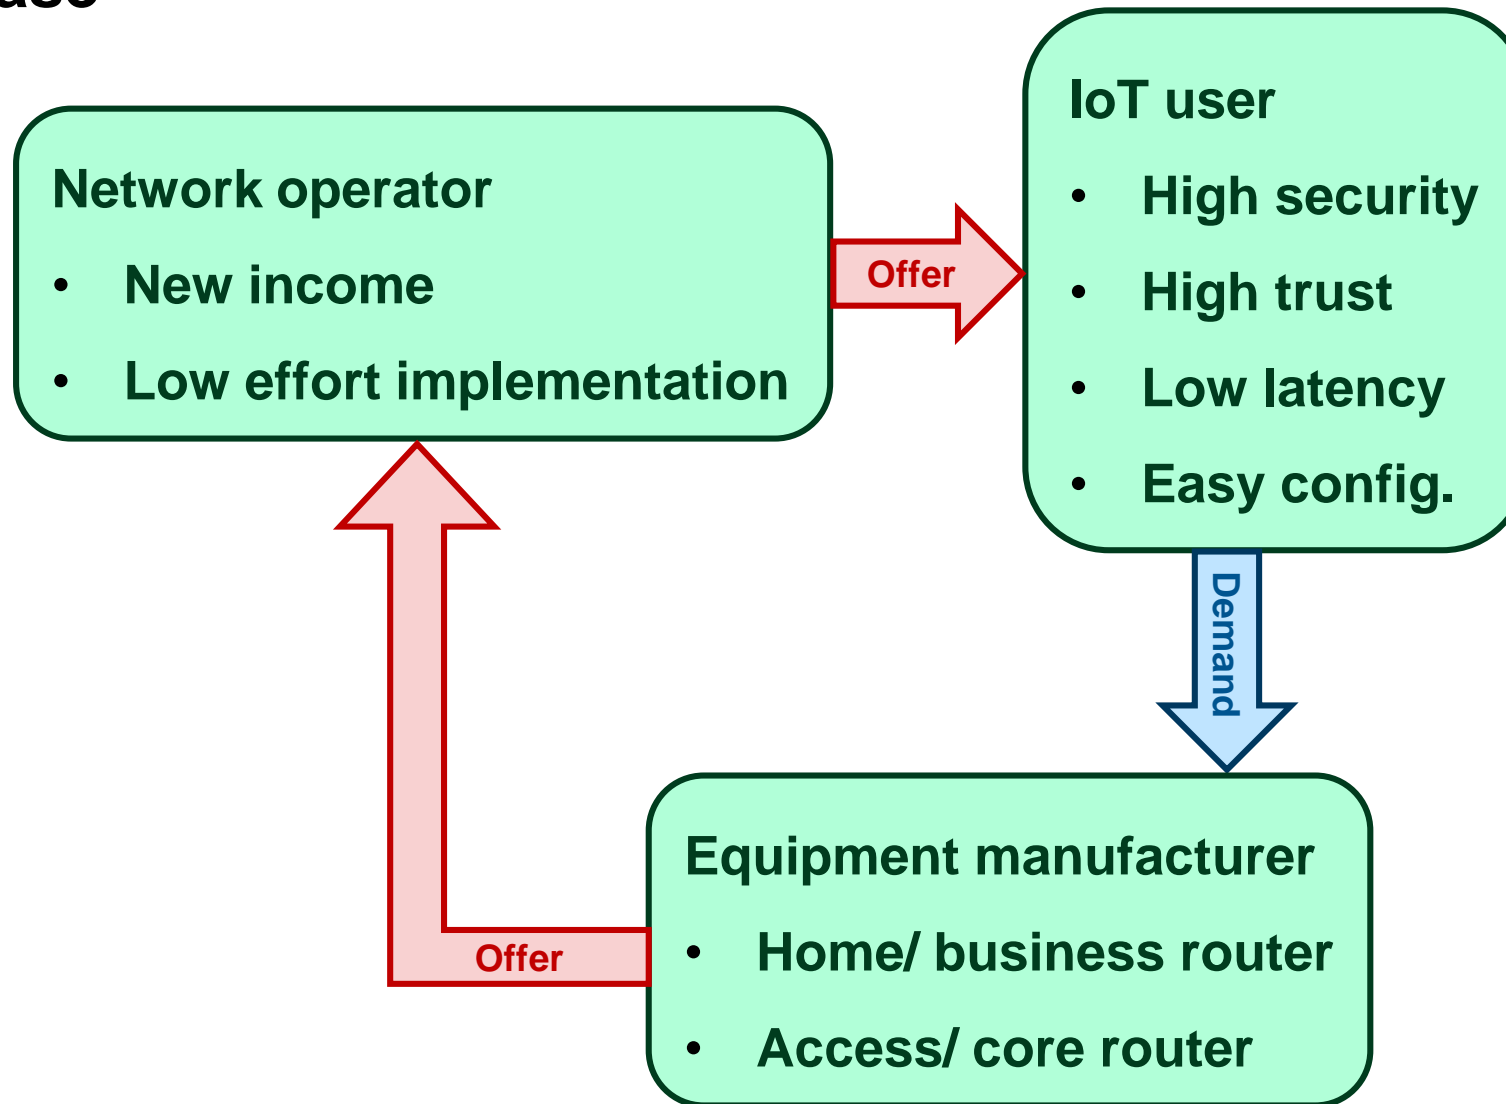 Network operator
• New income
• Low effort implementation
Offer
IoT user
• High security
• High trust
• Low latency
• Easy config.
Demand
Equipment manufacturer
• Home/ business router
• Access/ core router
Offer